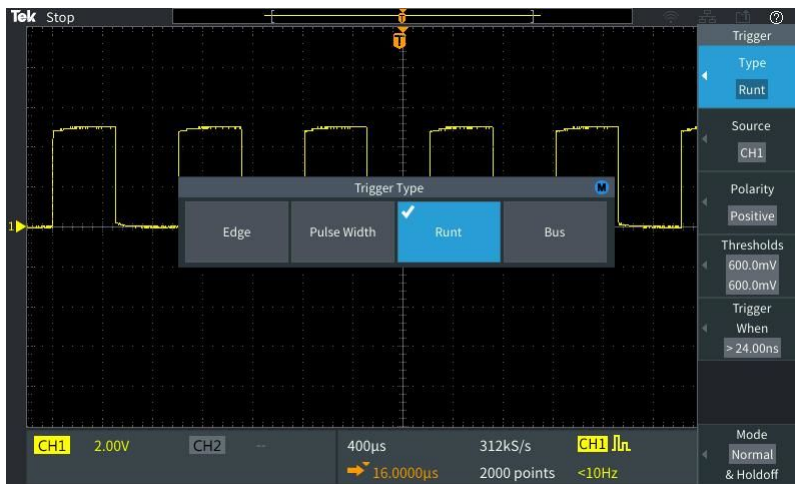 Tek Stop
T
?
Trigger
Type
Runt
Source
CH1
Polarity
Positive
Thresholds
600.0mV
600.0mV
Trigger
When
> 24.00ns
Mode
Normal
& Holdoff
T
Trigger Type
M
Edge
Pulse Width
Runt
Bus
1
CH1 2.00V CH2 -- 400µs 312kS/s CH1
16.0000µs 2000 points <10Hz